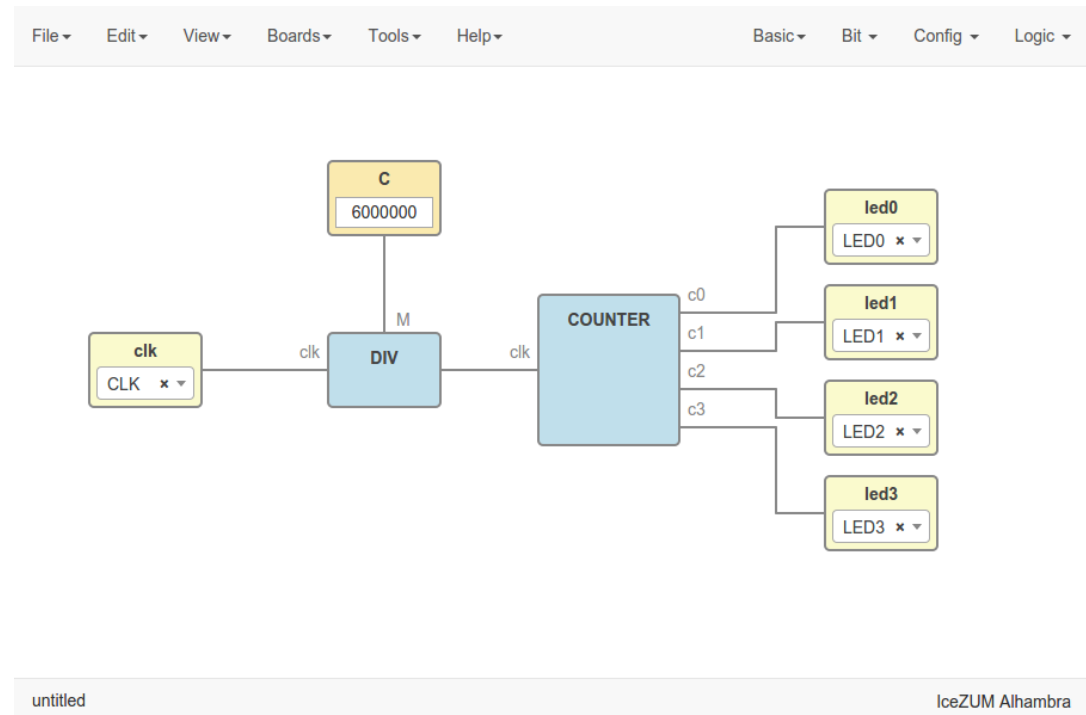 File Edit View Boards Tools Help Basic Bit Config Logic
C
6000000
M
clk
CLK ×
clk
DIV
clk
COUNTER
c0
c1
c2
c3
led0
LED0 ×
led1
LED1 ×
led2
LED2 ×
led3
LED3 ×
untitled IceZUM Alhambra